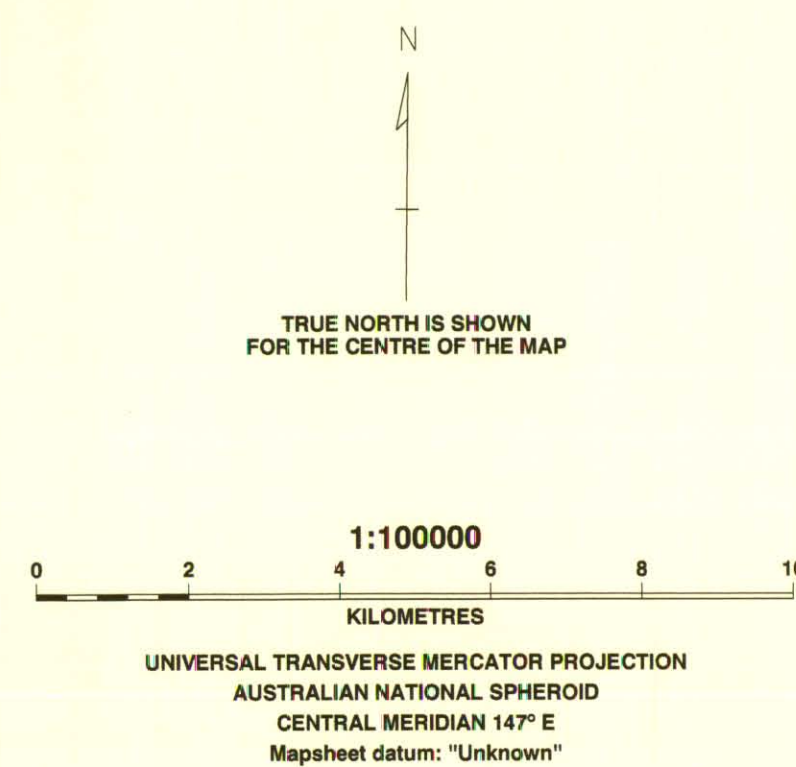 N
TRUE NORTH IS SHOWN
FOR THE CENTRE OF THE MAP
1:100000
0 2 4 6 8 10
KILOMETRES
UNIVERSAL TRANSVERSE MERCATOR PROJECTION
AUSTRALIAN NATIONAL SPHEROID
CENTRAL MERIDIAN 147° E
Mapsheet datum: "Unknown"